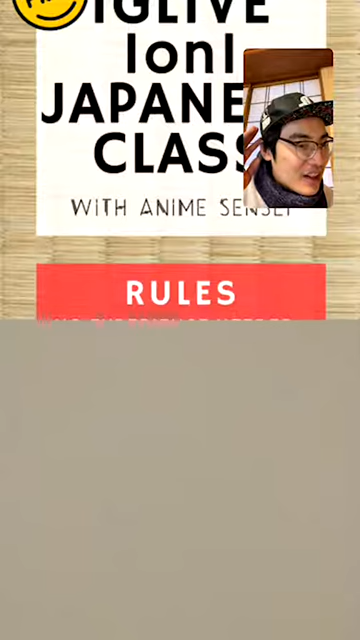 IGLIVE
1on1
JAPANE
CLASS
WITH ANIME SENSEI
RULES